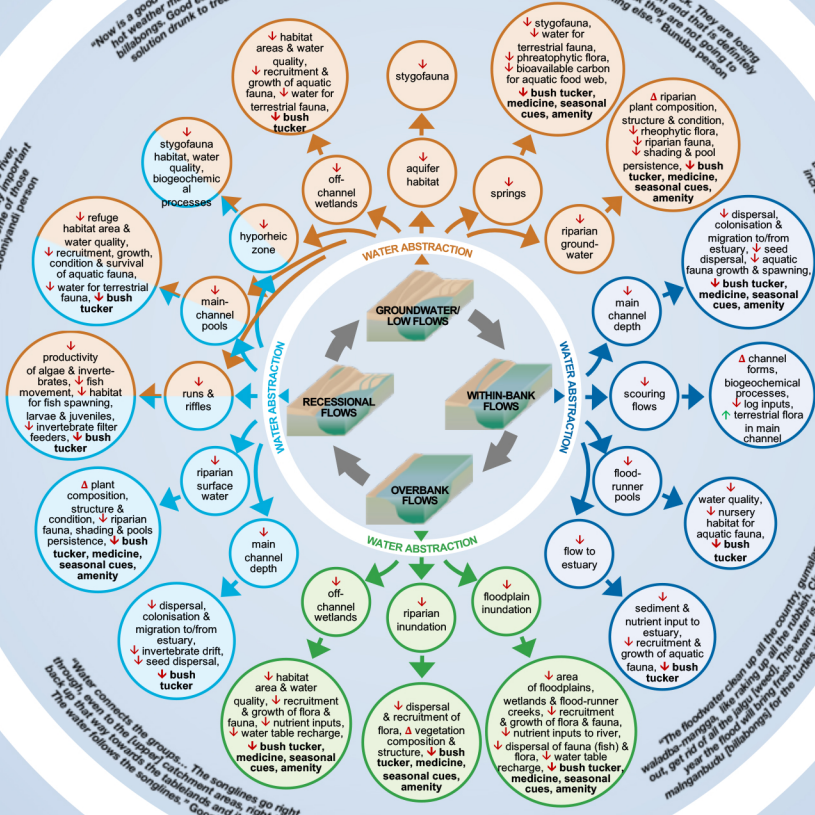 "Now is a good
hot weather
billabongs. Good
solution drunk to
They are losing
and that is definitely
they are not going to
else." Bunuba person
river,
important
of those
person
↓ habitat
areas & water
quality,
↓ recruitment &
growth of aquatic
fauna, ↓ water for
terrestrial fauna,
↓ bush
tucker
↓
stygofauna
↓ stygofauna,
↓ water for
terrestrial fauna,
↓ phreatophytic flora,
↓ bioavailable carbon
for aquatic food web,
↓ bush tucker,
medicine, seasonal
cues, amenity
Δ riparian
plant composition,
structure & condition,
↓ rheophytic flora,
↓ riparian fauna,
↓ shading & pool
persistence, ↓ bush
tucker, medicine,
seasonal cues,
amenity
↓
stygofauna
habitat, water
quality,
biogeochemic
al
processes
↓
off-
channel
wetlands
↓
aquifer
habitat
↓
springs
↓
riparian
ground-
water
↓
hyporheic
zone
↓ refuge
habitat area &
water quality,
↓ recruitment, growth,
condition & survival
of aquatic fauna,
↓ water for terrestrial
fauna, ↓ bush
tucker
↓
main-
channel
pools
↓
productivity
of algae & inverte-
brates, ↓ fish
movement, ↓ habitat
for fish spawning,
larvae & juveniles,
↓ invertebrate filter
feeders, ↓ bush
tucker
↓
runs &
riffles
WATER ABSTRACTION
GROUNDWATER/
LOW FLOWS
WATER ABSTRACTION
RECESSIONAL
FLOWS
WITHIN-BANK
FLOWS
WATER ABSTRACTION
OVERBANK
FLOWS
WATER ABSTRACTION
↓
main
channel
depth
↓ dispersal,
colonisation &
migration to/from
estuary, ↓ seed
dispersal, ↓ aquatic
fauna growth & spawning,
↓ bush tucker,
medicine, seasonal
cues, amenity
↓
scouring
flows
Δ channel
forms,
biogeochemical
processes,
↓ log inputs,
↑ terrestrial flora
in main
channel
↓
flood-
runner
pools
↓
water quality,
↓ nursery
habitat for
aquatic fauna,
↓ bush
tucker
↓
flow to
estuary
↓
sediment &
nutrient input to
estuary,
↓ recruitment &
growth of aquatic
fauna, ↓ bush
tucker
↓
riparian
surface
water
Δ plant
composition,
structure &
condition, ↓ riparian
fauna, shading & pools
persistence, ↓ bush
tucker, medicine,
seasonal cues,
amenity
↓
main
channel
depth
↓ dispersal,
colonisation &
migration to/from
estuary,
↓ invertebrate drift,
↓ seed dispersal,
↓ bush
tucker
↓
off-
channel
wetlands
↓
riparian
inundation
↓
floodplain
inundation
↓ habitat
area & water
quality, ↓ recruitment
& growth of flora &
fauna, ↓ nutrient inputs,
↓ water table recharge,
↓ bush tucker,
medicine, seasonal
cues, amenity
↓ dispersal
& recruitment of
flora, Δ vegetation
composition &
structure, ↓ bush
tucker, medicine,
seasonal cues,
amenity
↓ area
of floodplains,
wetlands & flood-runner
creeks, ↓ recruitment
& growth of flora & fauna,
↓ nutrient inputs to river,
↓ dispersal of fauna (fish) &
flora, ↓ water table
recharge, ↓ bush tucker,
medicine, seasonal
cues, amenity
"Water connects the groups... The songlines go right
through, even to the [upper] catchment areas, right
back up that way towards the tablelands and
The water follows the songlines."
"The floodwater clean up all the country,
waladba-mangga, like raking up all the rubbish.
out, get rid of all the jalgu [weed]. This water is
year the flood will bring fresh, clean
malnganbudu [billabongs] for the turtles